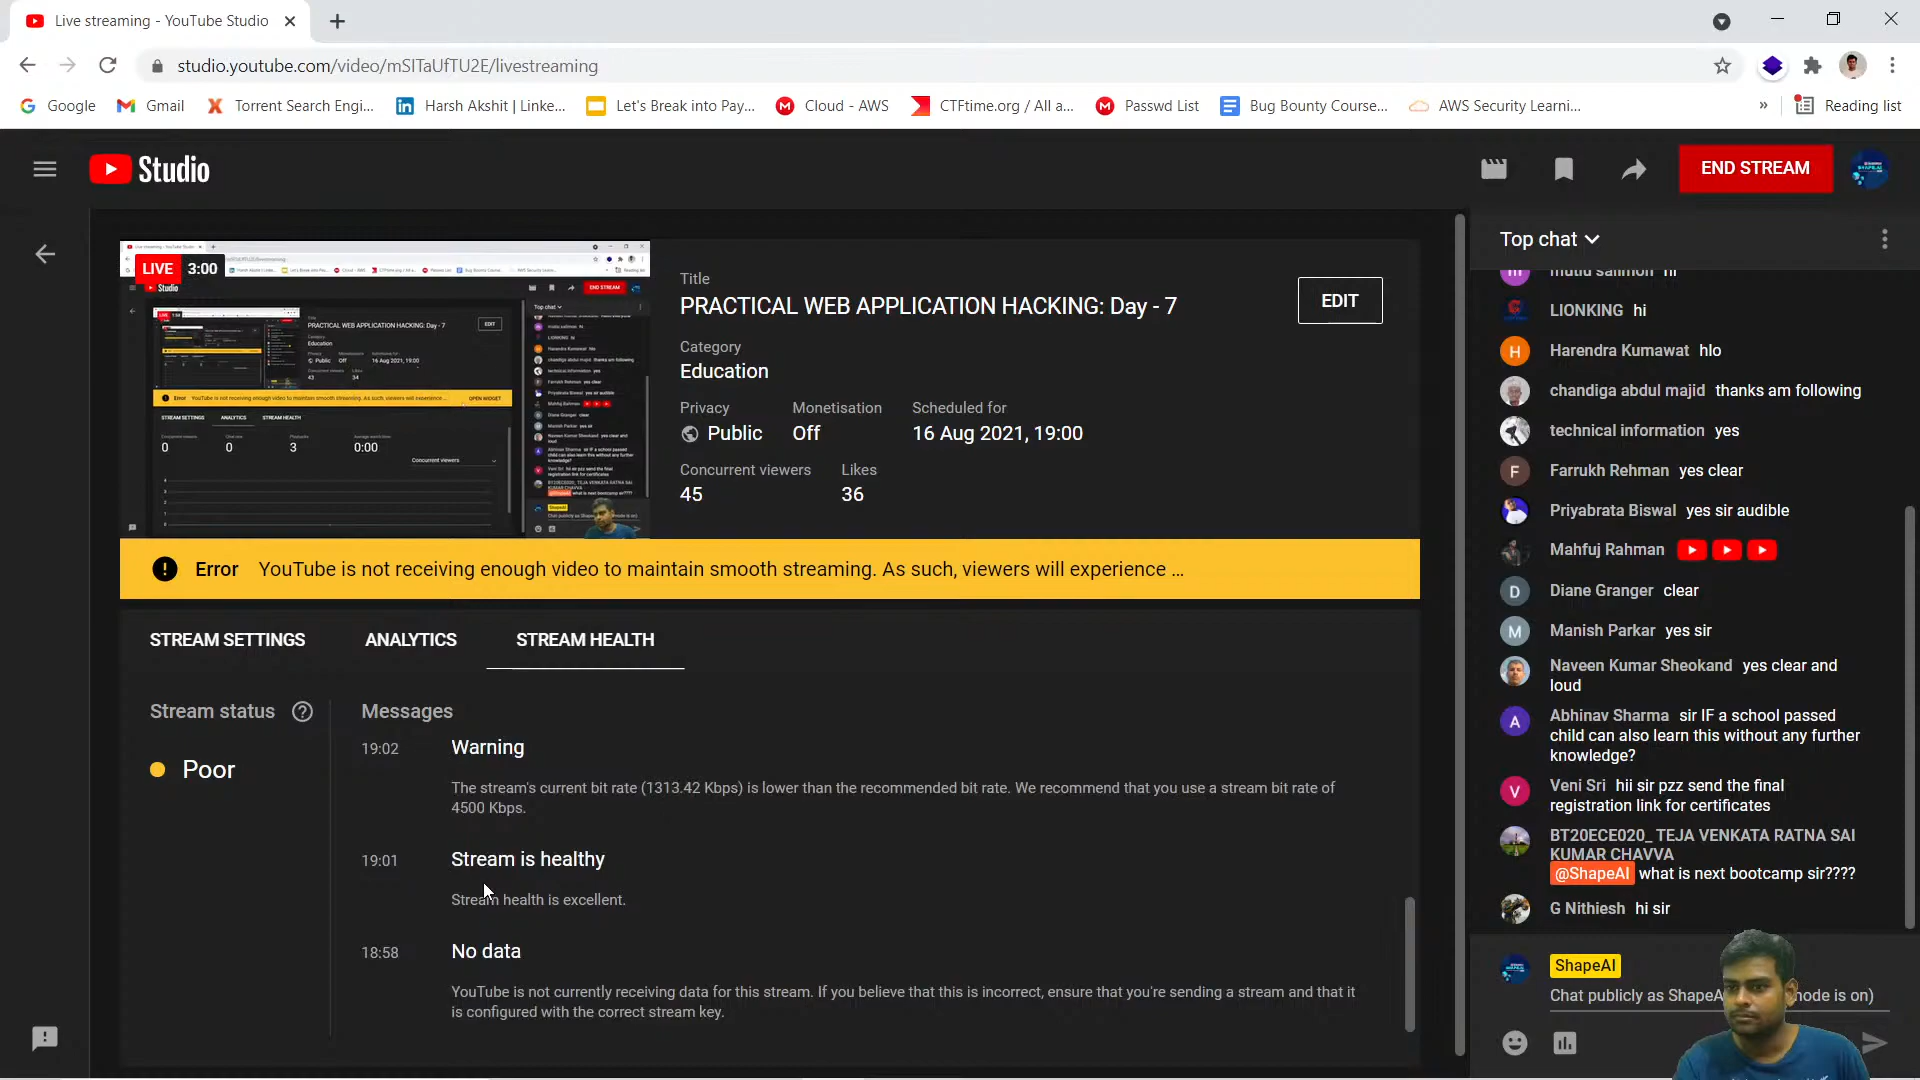 Live streaming - YouTube Studio
studio.youtube.com/video/mSITaUfTU2E/livestreaming
Google
Gmail
Torrent Search Engi...
Harsh Akshit | Linke...
Let's Break into Pay...
Cloud - AWS
CTFtime.org / All a...
Passwd List
Bug Bounty Course...
AWS Security Learni...
»
Reading list
Studio
END STREAM
LIVE 3:00
Title
PRACTICAL WEB APPLICATION HACKING: Day - 7
EDIT
Category
Education
Privacy
Public
Monetisation
Off
Scheduled for
16 Aug 2021, 19:00
Concurrent viewers
45
Likes
36
Error YouTube is not receiving enough video to maintain smooth streaming. As such, viewers will experience ...
STREAM SETTINGS
ANALYTICS
STREAM HEALTH
Stream status
Poor
Messages
19:02 Warning
The stream's current bit rate (1313.42 Kbps) is lower than the recommended bit rate. We recommend that you use a stream bit rate of
4500 Kbps.
19:01 Stream is healthy
Stream health is excellent.
18:58 No data
YouTube is not currently receiving data for this stream. If you believe that this is incorrect, ensure that you're sending a stream and that it
is configured with the correct stream key.
Top chat
hi
LIONKING hi
H Harendra Kumawat hlo
chandiga abdul majid thanks am following
technical information yes
F Farrukh Rehman yes clear
Priyabrata Biswal yes sir audible
Mahfuj Rahman
D Diane Granger clear
M Manish Parkar yes sir
Naveen Kumar Sheokand yes clear and
loud
A Abhinav Sharma sir IF a school passed
child can also learn this without any further
knowledge?
V Veni Sri hii sir pzz send the final
registration link for certificates
BT20ECE020_ TEJA VENKATA RATNA SAI
KUMAR CHAVVA
@ShapeAI what is next bootcamp sir????
G Nithiesh hi sir
ShapeAI
Chat publicly as ShapeA mode is on)